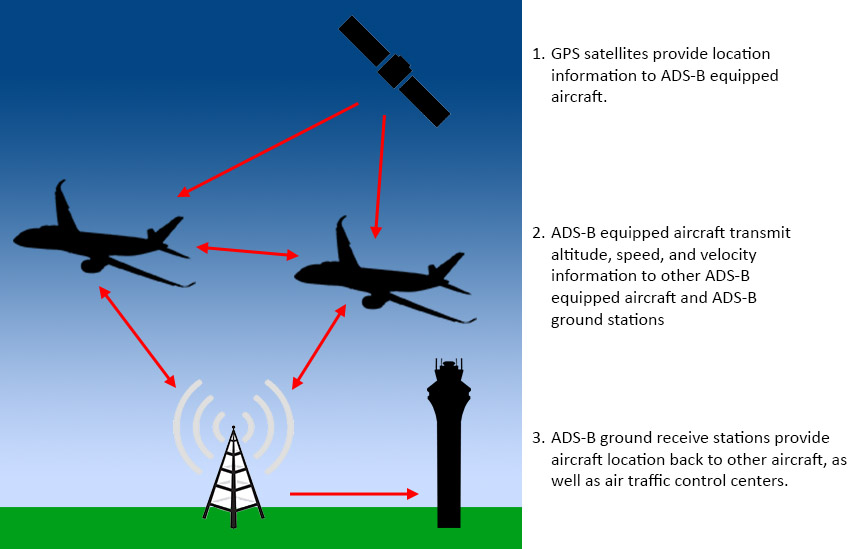 1. GPS satellites provide location
information to ADS-B equipped
aircraft.
2. ADS-B equipped aircraft transmit
altitude, speed, and velocity
information to other ADS-B
equipped aircraft and ADS-B
ground stations
3. ADS-B ground receive stations provide
aircraft location back to other aircraft, as
well as air traffic control centers.